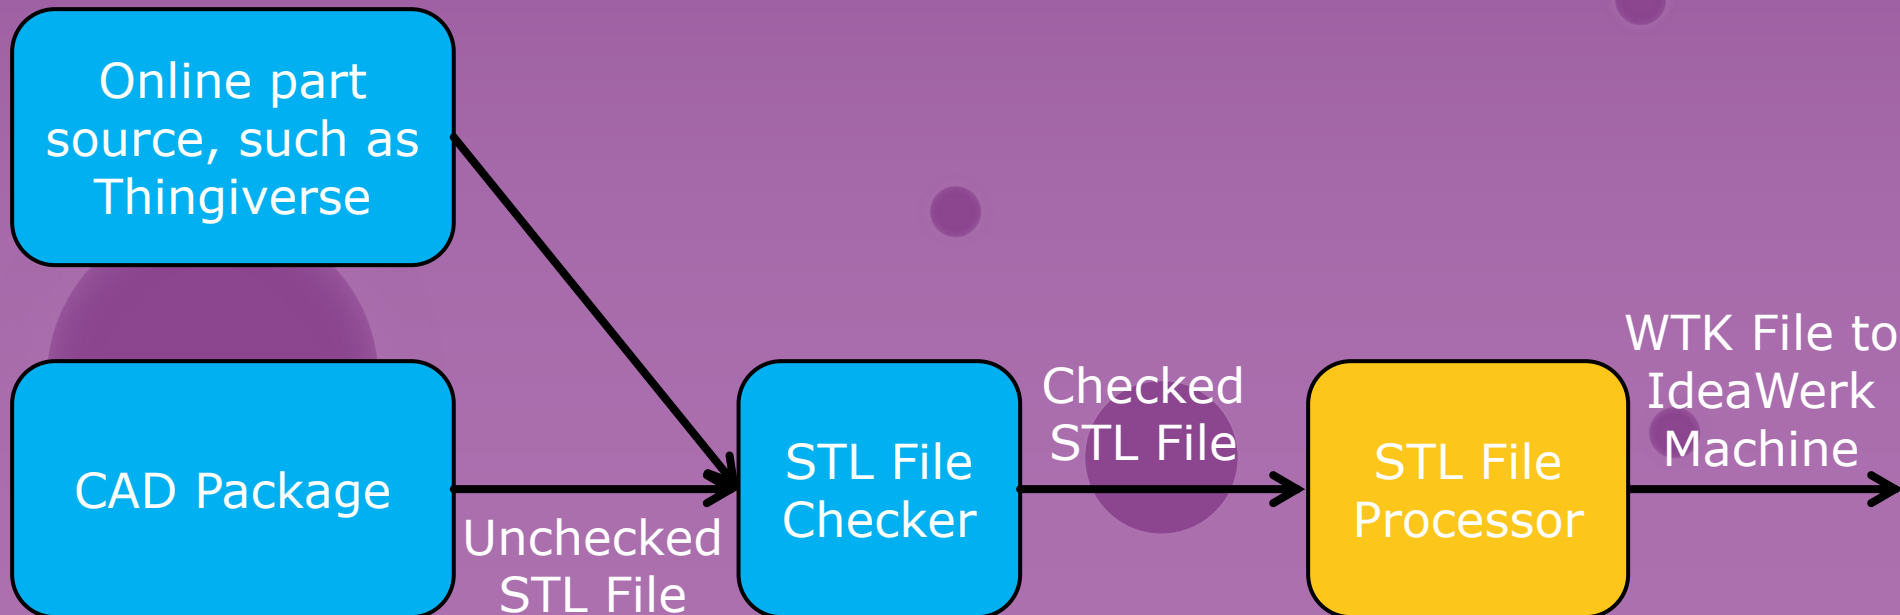 Online part
source, such as
Thingiverse
CAD Package
Unchecked
STL File
STL File
Checker
Checked
STL File
STL File
Processor
WTK File to
IdeaWerk
Machine